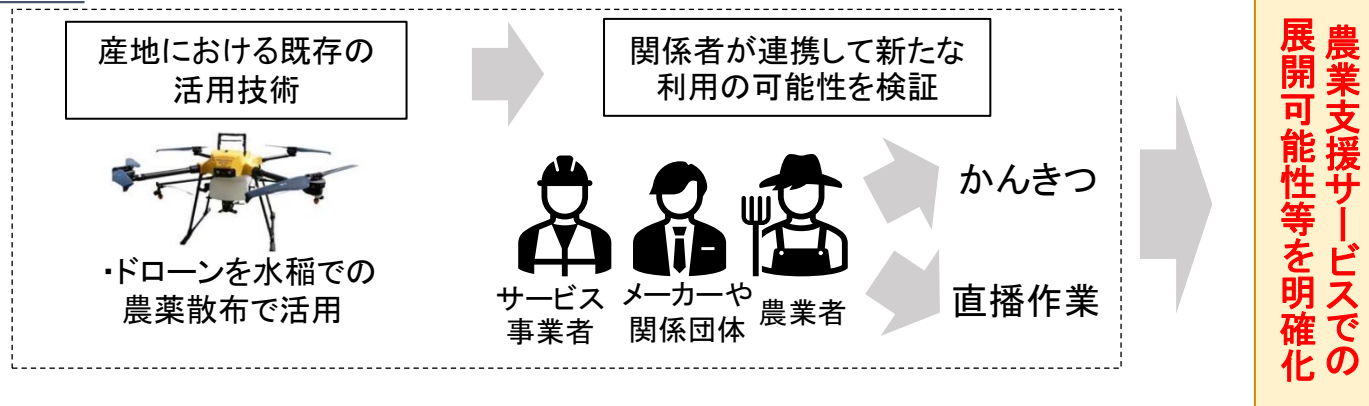 産地における既存の
活用技術
・ドローンを水稲での
農薬散布で活用
関係者が連携して新たな
利用の可能性を検証
サービス
事業者
メーカーや
関係団体
農業者
かんきつ
直播作業
農業支援サービスでの
展開可能性等を明確化